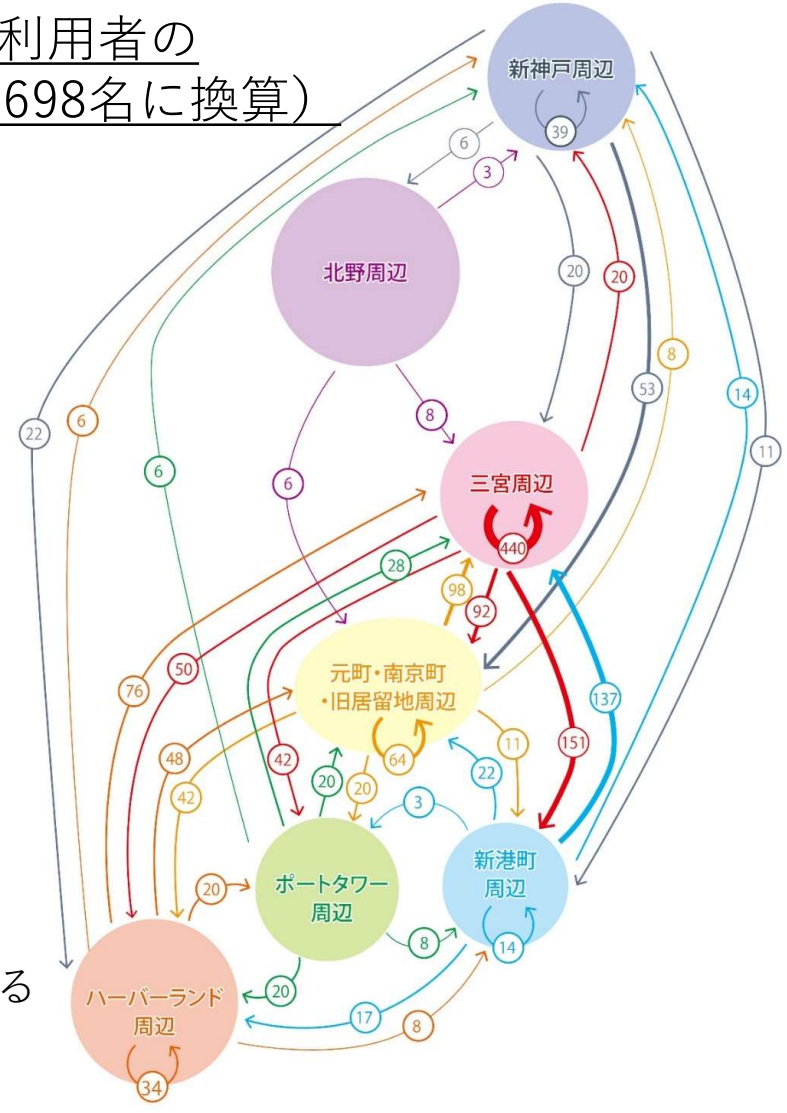 利用者の
698名に換算）
新神戸周辺
39
6
3
北野周辺
20
20
8
53
14
11
22
6
6
8
6
三宮周辺
440
28
98
92
50
76
元町・南京町
・旧居留地周辺
64
137
151
48
42
42
20
20
11
22
3
ポートタワー
周辺
新港町
周辺
14
20
8
20
る
ハーバーランド
周辺
34
17
8